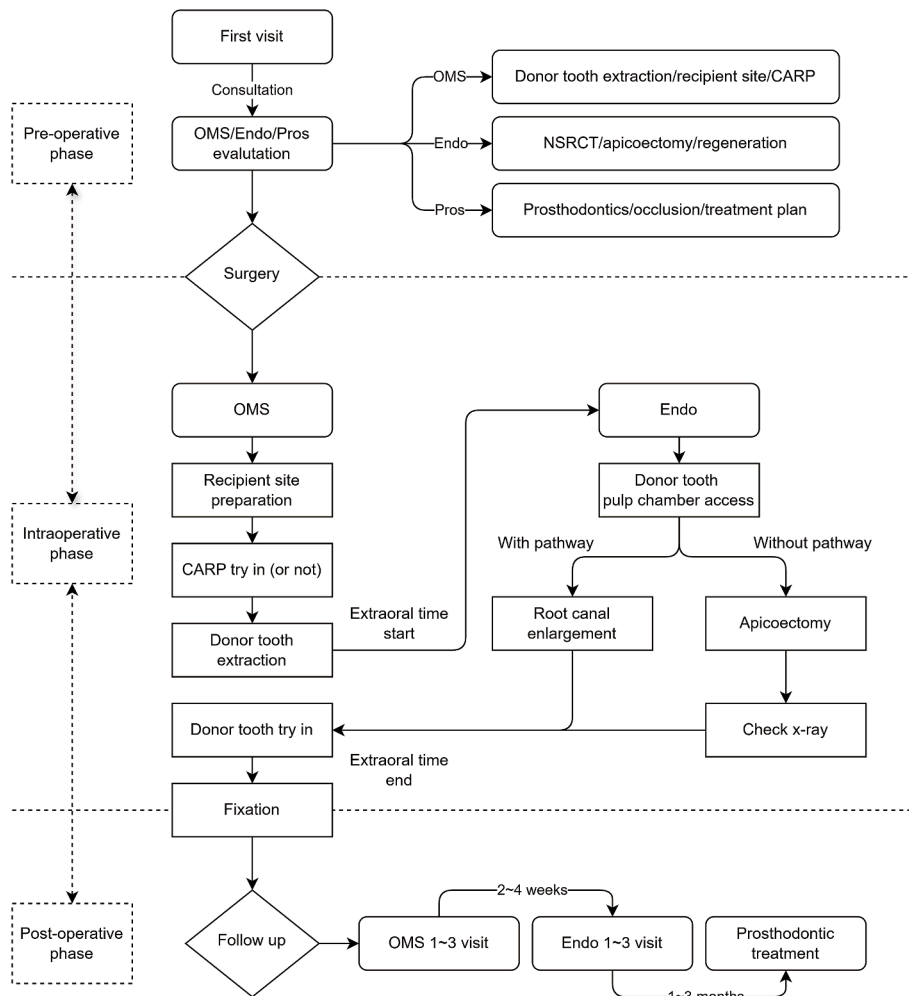 First visit
Consultation
Pre-operative
phase
OMS/Endo/Pros
evalutation
OMS
Donor tooth extraction/recipient site/CARP
Endo
NSRCT/apicoectomy/regeneration
Pros
Prosthodontics/occlusion/treatment plan
Surgery
OMS
Endo
Recipient site
preparation
Donor tooth
pulp chamber access
Intraoperative
phase
CARP try in (or not)
With pathway
Without pathway
Extraoral time
start
Donor tooth
extraction
Root canal
enlargement
Apicoectomy
Donor tooth try in
Check x-ray
Extraoral time
end
Fixation
Post-operative
phase
Follow up
2~4 weeks
OMS 1~3 visit
Endo 1~3 visit
Prosthodontic
treatment
1~3 months